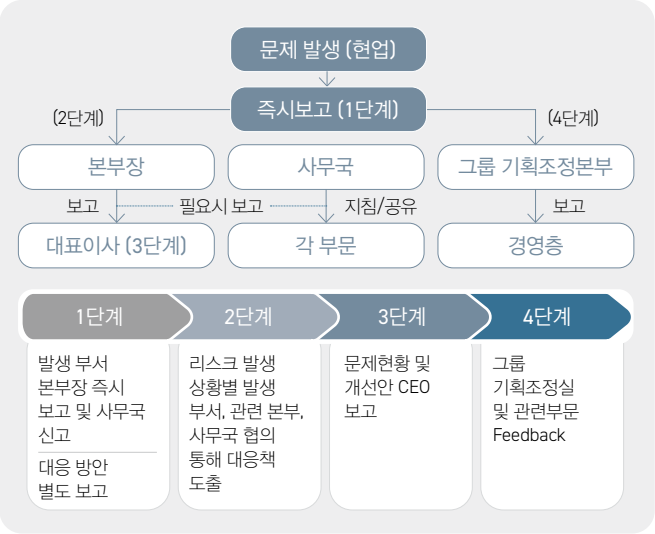 문제 발생 (현업)
즉시보고 (1단계)
(2단계)
(4단계)
본부장
사무국
그룹 기획조정본부
보고
필요시 보고
지침/공유
보고
대표이사 (3단계)
각 부문
경영층
1단계
2단계
3단계
4단계
발생 부서
본부장 즉시
보고 및 사무국
신고
대응 방안
별도 보고
리스크 발생
상황별 발생
부서, 관련 본부,
사무국 협의
통해 대응책
도출
문제현황 및
개선안 CEO
보고
그룹
기획조정실
및 관련부문
Feedback